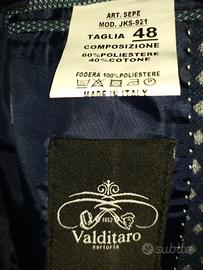 ART. SEPE
MOD. JKS-921
TAGLIA 48
COMPOSIZIONE
60%POLIESTERE
40%COTONE
FODERA 100%POLIESTERE
MADE IN ITALY
1952
Valditaro
sartoria
subito